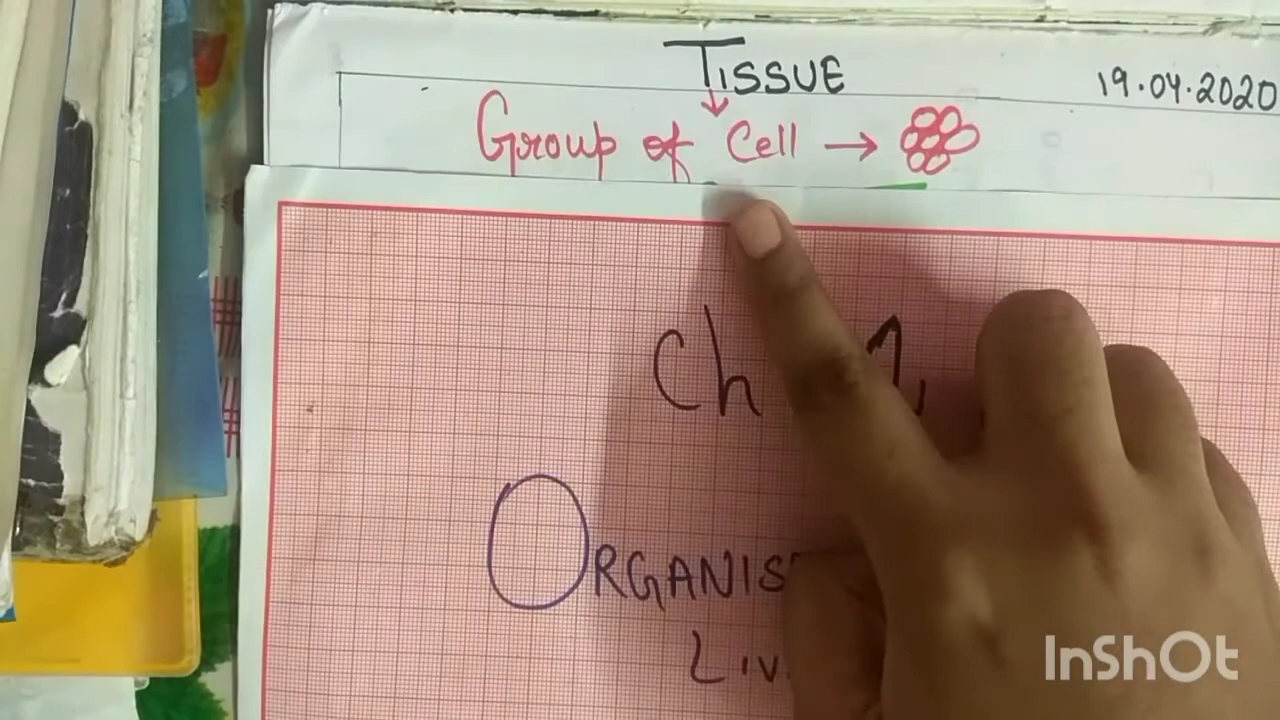 TISSUE 19.04.2020
Group of Cell →
Ch
ORGANIS
LIV
InShOt